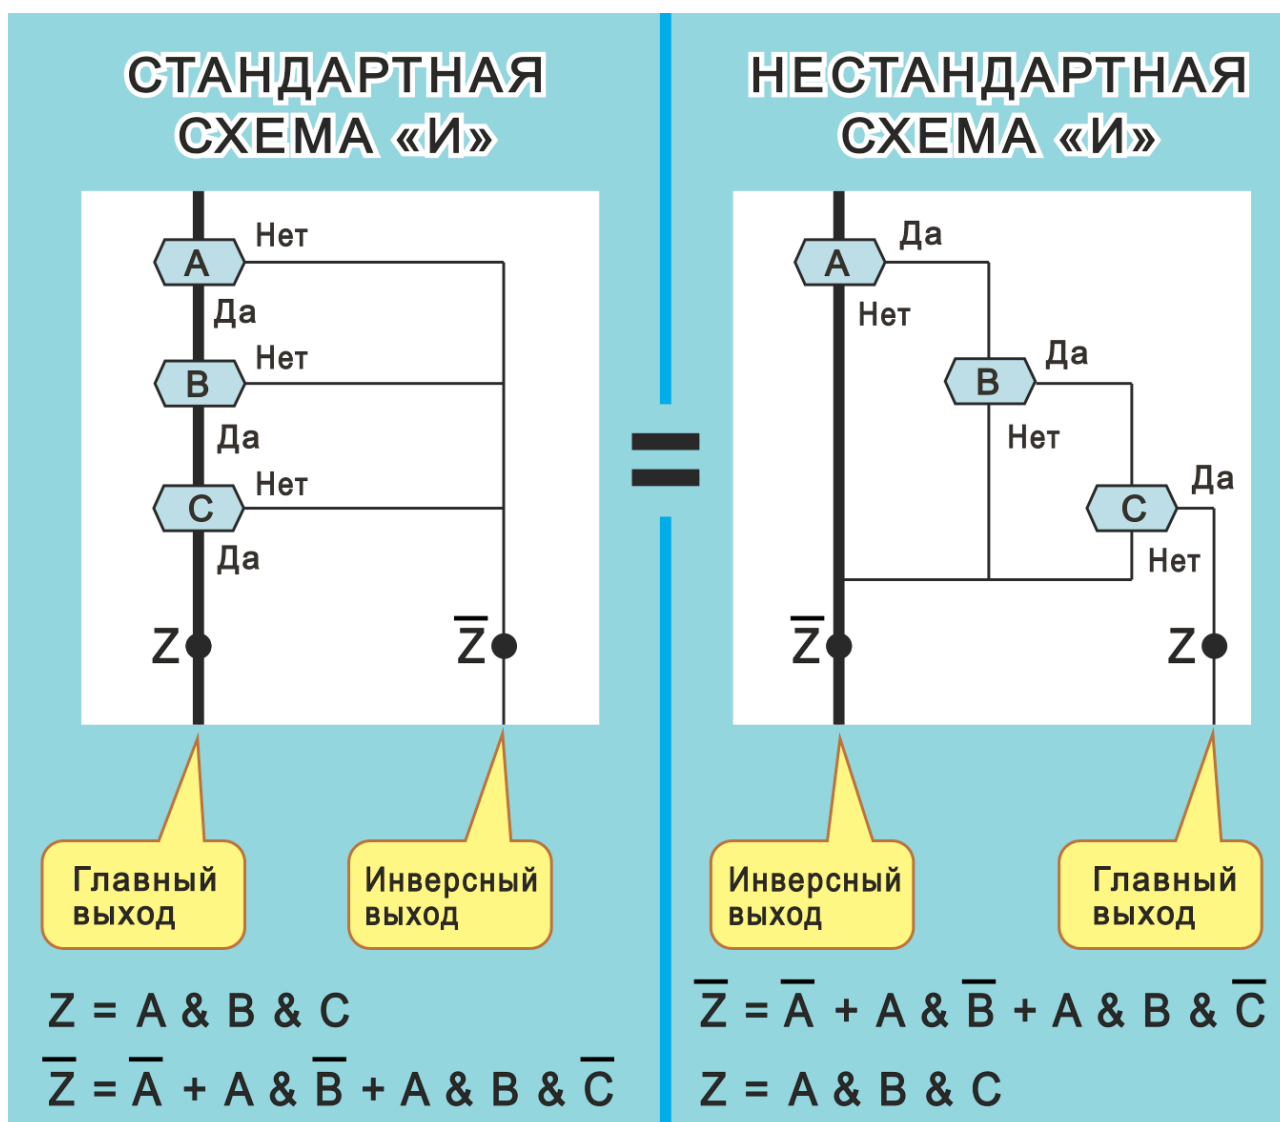 СТАНДАРТНАЯ
СХЕМА «И»
Нет
A
Да
Нет
B
Да
Нет
C
Да
Z
Z̅
Главный
выход
Инверсный
выход
Z = A & B & C
Z̅ = A̅ + A & B̅ + A & B & C̅
=
НЕСТАНДАРТНАЯ
СХЕМА «И»
Да
A
Нет
Да
B
Нет
Да
C
Нет
Z̅
Z
Инверсный
выход
Главный
выход
Z̅ = A̅ + A & B̅ + A & B & C̅
Z = A & B & C